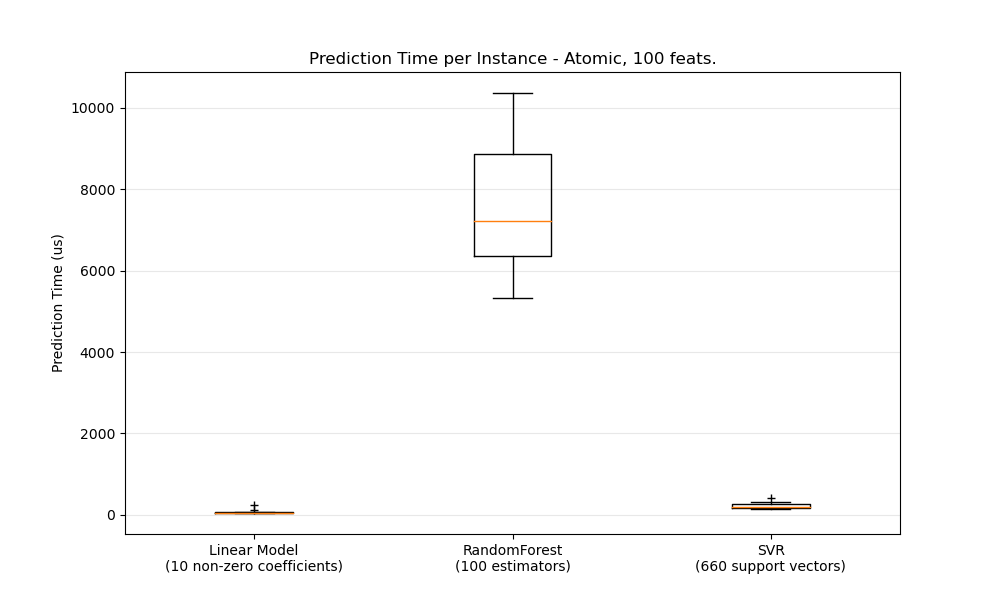 Prediction Time per Instance - Atomic, 100 feats.
Prediction Time (us)
10000
8000
6000
4000
2000
0
Linear Model
(10 non-zero coefficients)
RandomForest
(100 estimators)
SVR
(660 support vectors)